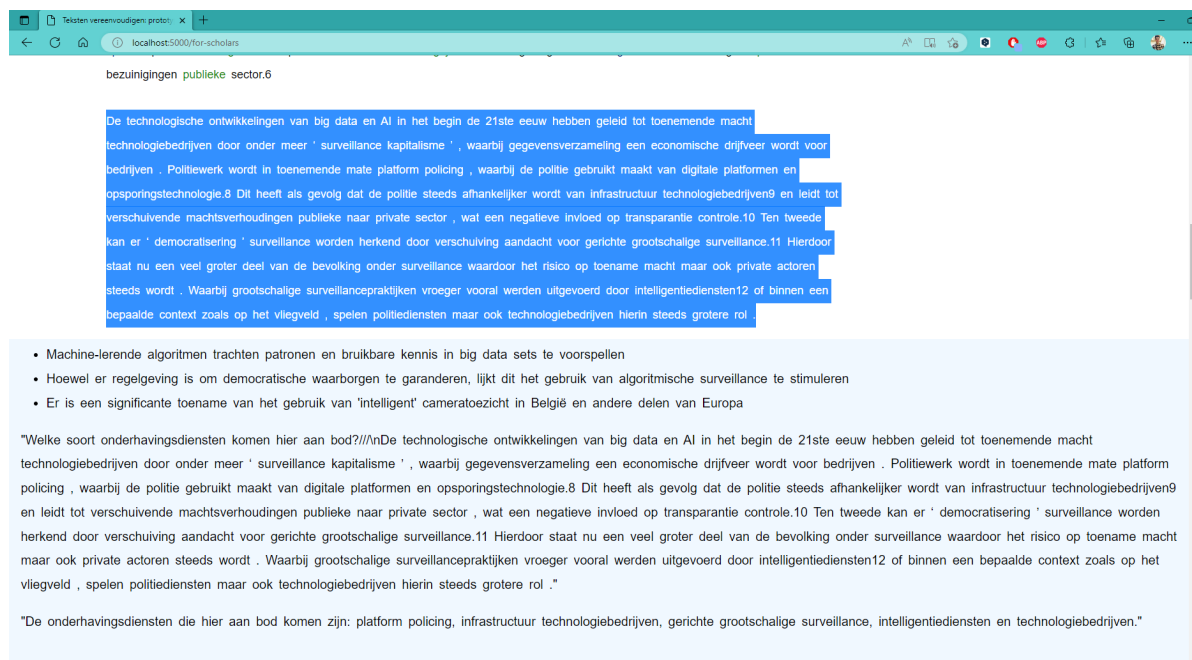 Teksten vereenvoudigen: prototy
localhost:5000/for-scholars
bezuinigingen publieke sector.6
De technologische ontwikkelingen van big data en AI in het begin de 21ste eeuw hebben geleid tot toenemende macht
technologiebedrijven door onder meer ‘ surveillance kapitalisme ’ , waarbij gegevensverzameling een economische drijfveer wordt voor
bedrijven . Politiewerk wordt in toenemende mate platform policing , waarbij de politie gebruikt maakt van digitale platformen en
opsporingstechnologie.8 Dit heeft als gevolg dat de politie steeds afhankelijker wordt van infrastructuur technologiebedrijven9 en leidt tot
verschuivende machtsverhoudingen publieke naar private sector , wat een negatieve invloed op transparantie controle.10 Ten tweede
kan er ‘ democratisering ’ surveillance worden herkend door verschuiving aandacht voor gerichte grootschalige surveillance.11 Hierdoor
staat nu een veel groter deel van de bevolking onder surveillance waardoor het risico op toename macht maar ook private actoren
steeds wordt . Waarbij grootschalige surveillancepraktijken vroeger vooral werden uitgevoerd door intelligentiediensten12 of binnen een
bepaalde context zoals op het vliegveld , spelen politiediensten maar ook technologiebedrijven hierin steeds grotere rol .
• Machine-lerende algoritmen trachten patronen en bruikbare kennis in big data sets te voorspellen
• Hoewel er regelgeving is om democratische waarborgen te garanderen, lijkt dit het gebruik van algoritmische surveillance te stimuleren
• Er is een significante toename van het gebruik van 'intelligent' cameratoezicht in België en andere delen van Europa
"Welke soort onderhavingsdiensten komen hier aan bod?///\nDe technologische ontwikkelingen van big data en AI in het begin de 21ste eeuw hebben geleid tot toenemende macht
technologiebedrijven door onder meer ‘ surveillance kapitalisme ’ , waarbij gegevensverzameling een economische drijfveer wordt voor bedrijven . Politiewerk wordt in toenemende mate platform
policing , waarbij de politie gebruikt maakt van digitale platformen en opsporingstechnologie.8 Dit heeft als gevolg dat de politie steeds afhankelijker wordt van infrastructuur technologiebedrijven9
en leidt tot verschuivende machtsverhoudingen publieke naar private sector , wat een negatieve invloed op transparantie controle.10 Ten tweede kan er ‘ democratisering ’ surveillance worden
herkend door verschuiving aandacht voor gerichte grootschalige surveillance.11 Hierdoor staat nu een veel groter deel van de bevolking onder surveillance waardoor het risico op toename macht
maar ook private actoren steeds wordt . Waarbij grootschalige surveillancepraktijken vroeger vooral werden uitgevoerd door intelligentiediensten12 of binnen een bepaalde context zoals op het
vliegveld , spelen politiediensten maar ook technologiebedrijven hierin steeds grotere rol ."
"De onderhavingsdiensten die hier aan bod komen zijn: platform policing, infrastructuur technologiebedrijven, gerichte grootschalige surveillance, intelligentiediensten en technologiebedrijven."